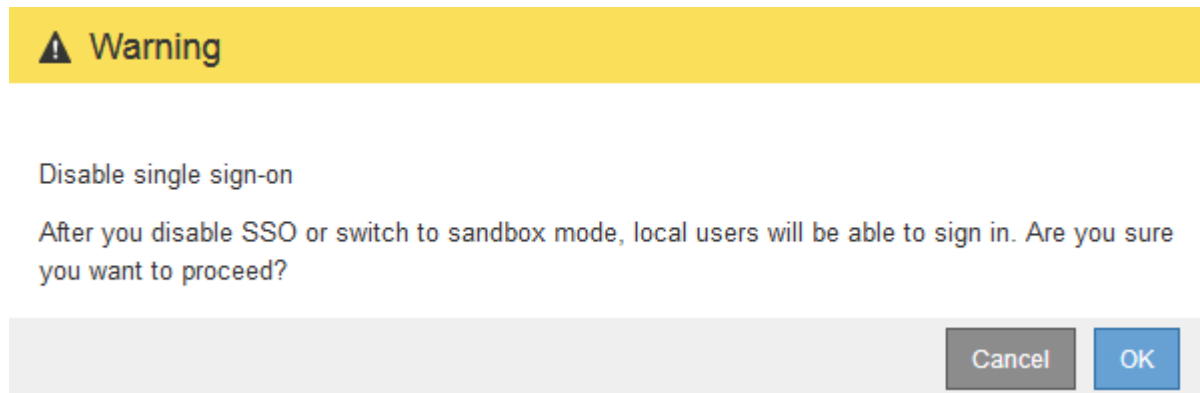 Warning
Disable single sign-on
After you disable SSO or switch to sandbox mode, local users will be able to sign in. Are you sure
you want to proceed?
Cancel OK